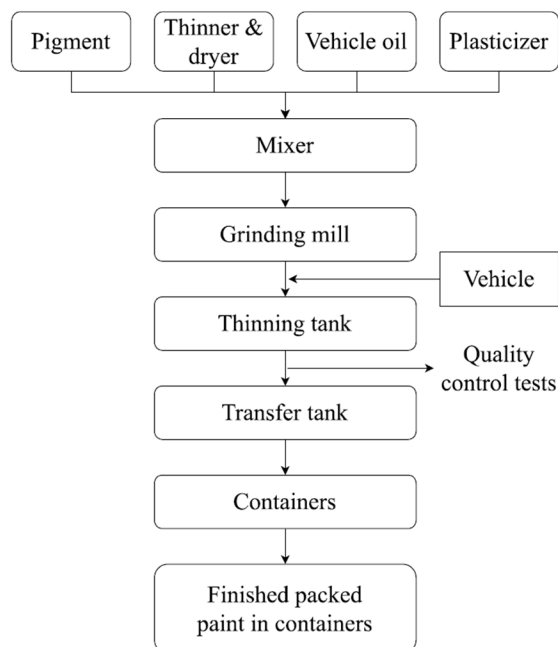 Pigment
Thinner &
dryer
Vehicle oil
Plasticizer
Mixer
Grinding mill
Vehicle
Thinning tank
Quality
control tests
Transfer tank
Containers
Finished packed
paint in containers